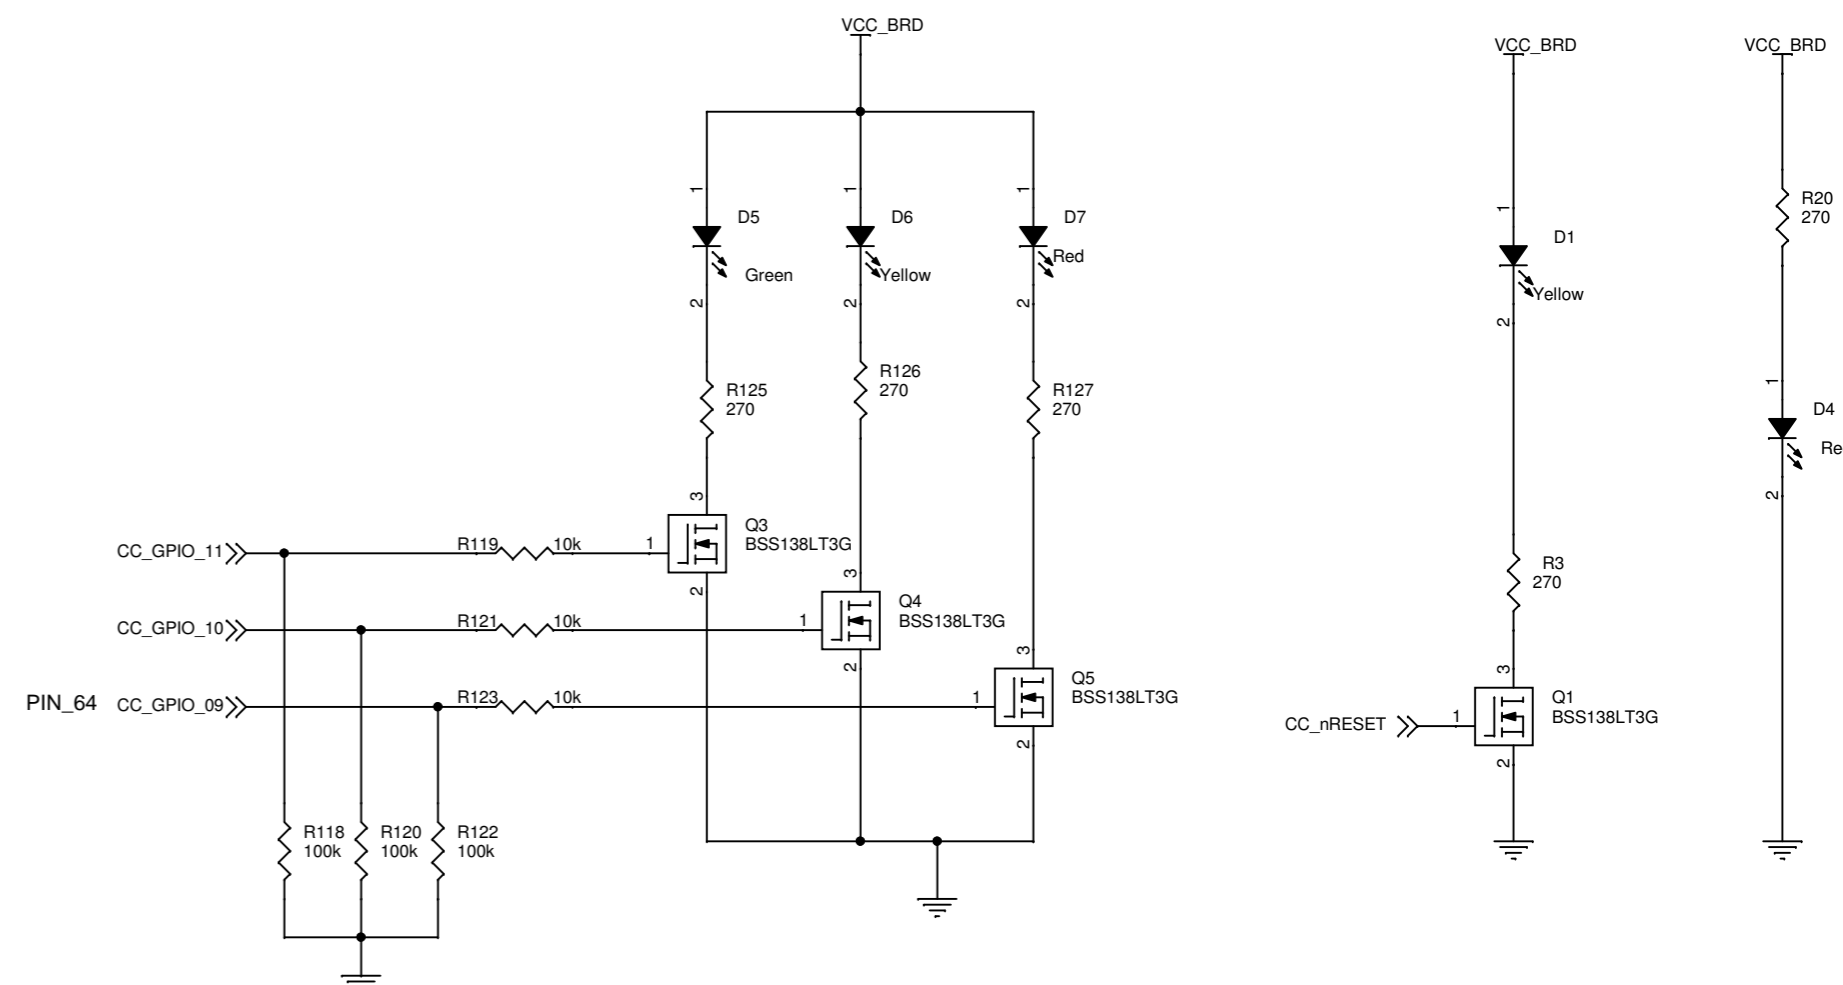 VCC_BRD
VCC_BRD
VCC_BRD
1
1
1
D5
D6
D7
Green
Yellow
Red
2
2
2
1
D1
Yellow
2
R20
270
1
D4
Re
2
R125
270
R126
270
R127
270
3
Q3
BSS138LT3G
CC_GPIO_11
R119
10k
1
2
3
Q4
BSS138LT3G
CC_GPIO_10
R121
10k
1
2
3
Q5
BSS138LT3G
PIN_64
CC_GPIO_09
R123
10k
1
2
R3
270
3
Q1
BSS138LT3G
CC_nRESET
1
2
R118
100k
R120
100k
R122
100k